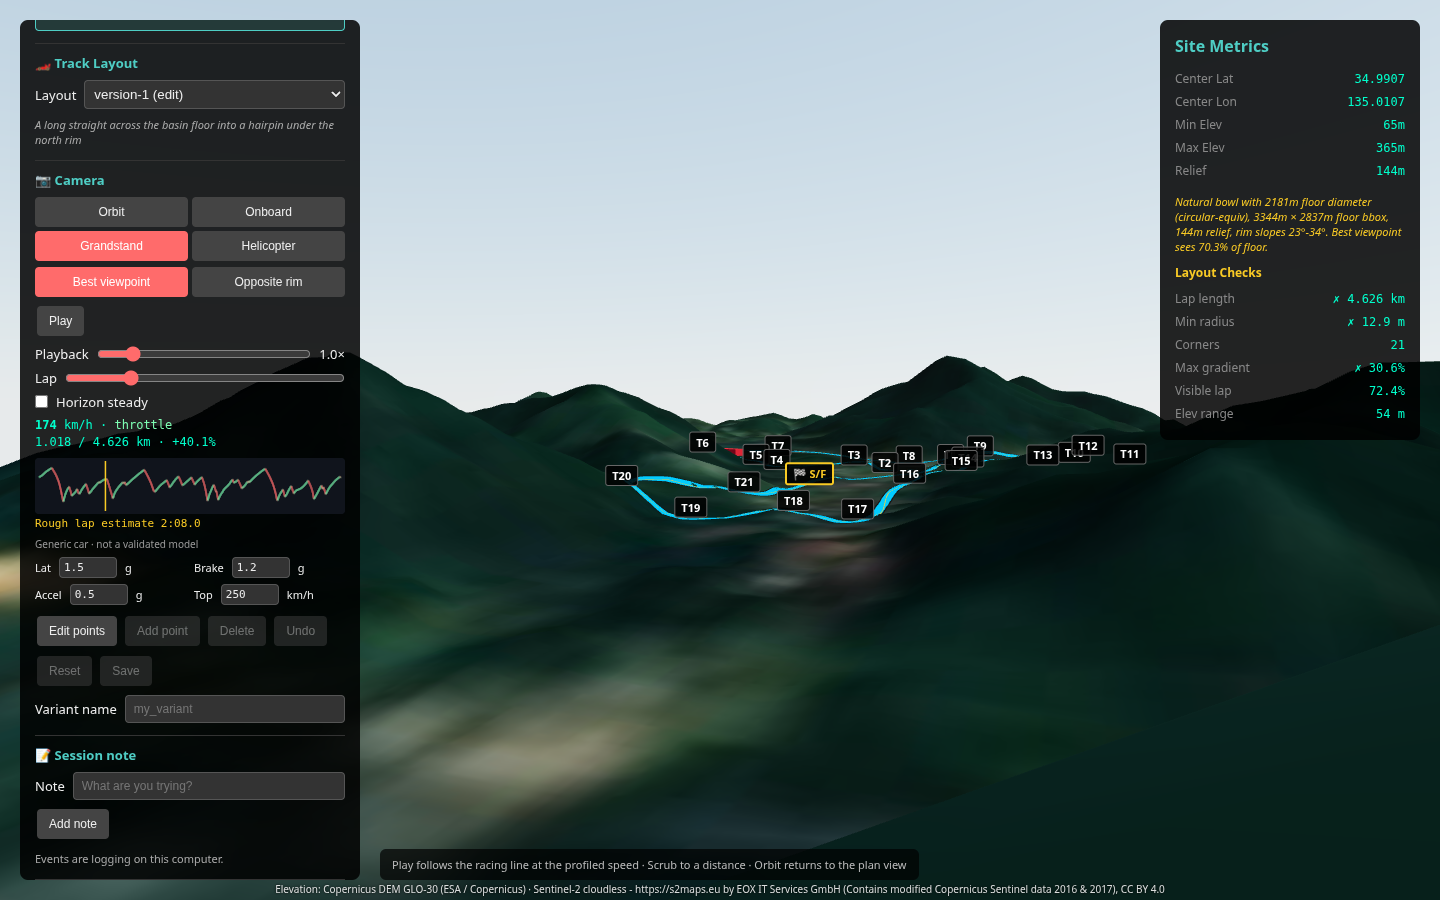 Track Layout
Layout version-1 (edit)
A long straight across the basin floor into a hairpin under the
north rim
Camera
Orbit
Onboard
Grandstand
Helicopter
Best viewpoint
Opposite rim
Play
Playback 1.0×
Lap
Horizon steady
174 km/h · throttle
1.018 / 4.626 km · +40.1%
Rough lap estimate 2:08.0
Generic car · not a validated model
Lat 1.5 g
Brake 1.2 g
Accel 0.5 g
Top 250 km/h
Edit points
Add point
Delete
Undo
Reset
Save
Variant name my_variant
Session note
Note What are you trying?
Add note
Events are logging on this computer.
T6
T7
T5
T4
T3
T2
T8
T9
T15
T13
T12
T11
T20
T21
S/F
T16
T19
T18
T17
Site Metrics
Center Lat 34.9907
Center Lon 135.0107
Min Elev 65m
Max Elev 365m
Relief 144m
Natural bowl with 2181m floor diameter
(circular-equiv), 3344m × 2837m floor bbox,
144m relief, rim slopes 23°-34°. Best viewpoint
sees 70.3% of floor.
Layout Checks
Lap length ✗ 4.626 km
Min radius ✗ 12.9 m
Corners 21
Max gradient ✗ 30.6%
Visible lap 72.4%
Elev range 54 m
Play follows the racing line at the profiled speed · Scrub to a distance · Orbit returns to the plan view
Elevation: Copernicus DEM GLO-30 (ESA / Copernicus) · Sentinel-2 cloudless - https://s2maps.eu by EOX IT Services GmbH (Contains modified Copernicus Sentinel data 2016 & 2017), CC BY 4.0